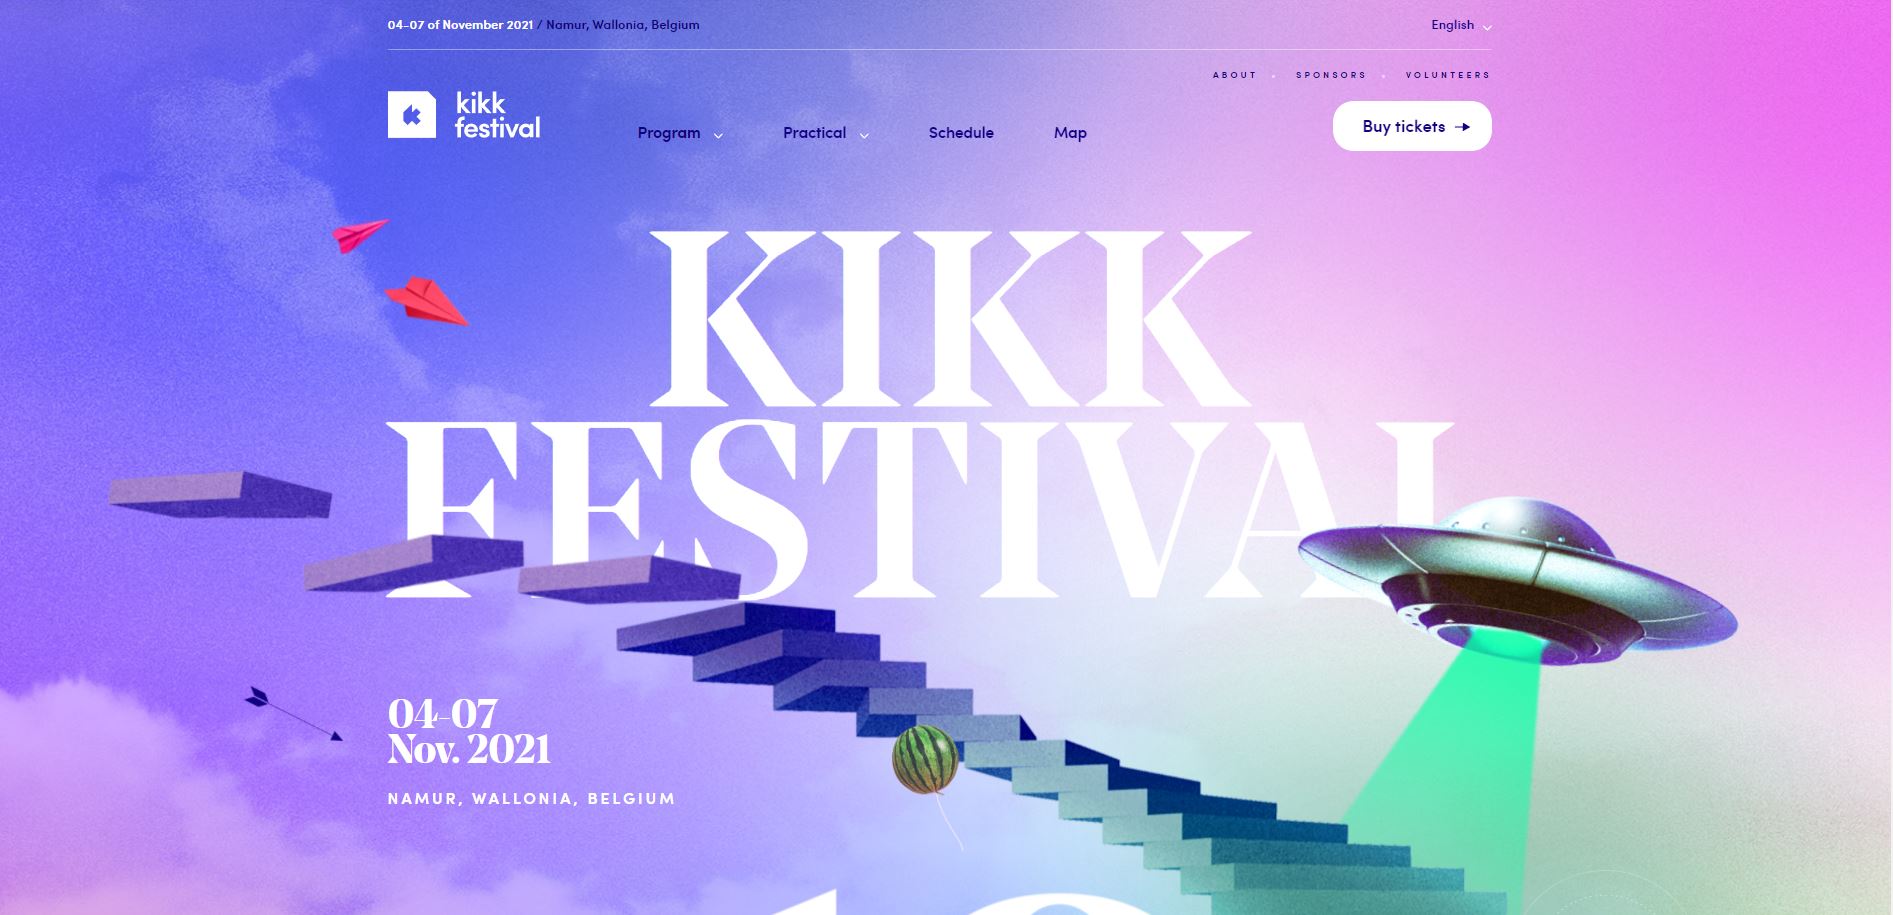 04-07 of November 2021 / Namur, Wallonia, Belgium
English
ABOUT
SPONSORS
VOLUNTEERS
kikk
festival
Program
Practical
Schedule
Map
Buy tickets
KIKK
FESTIVAL
04-07
Nov. 2021
NAMUR, WALLONIA, BELGIUM